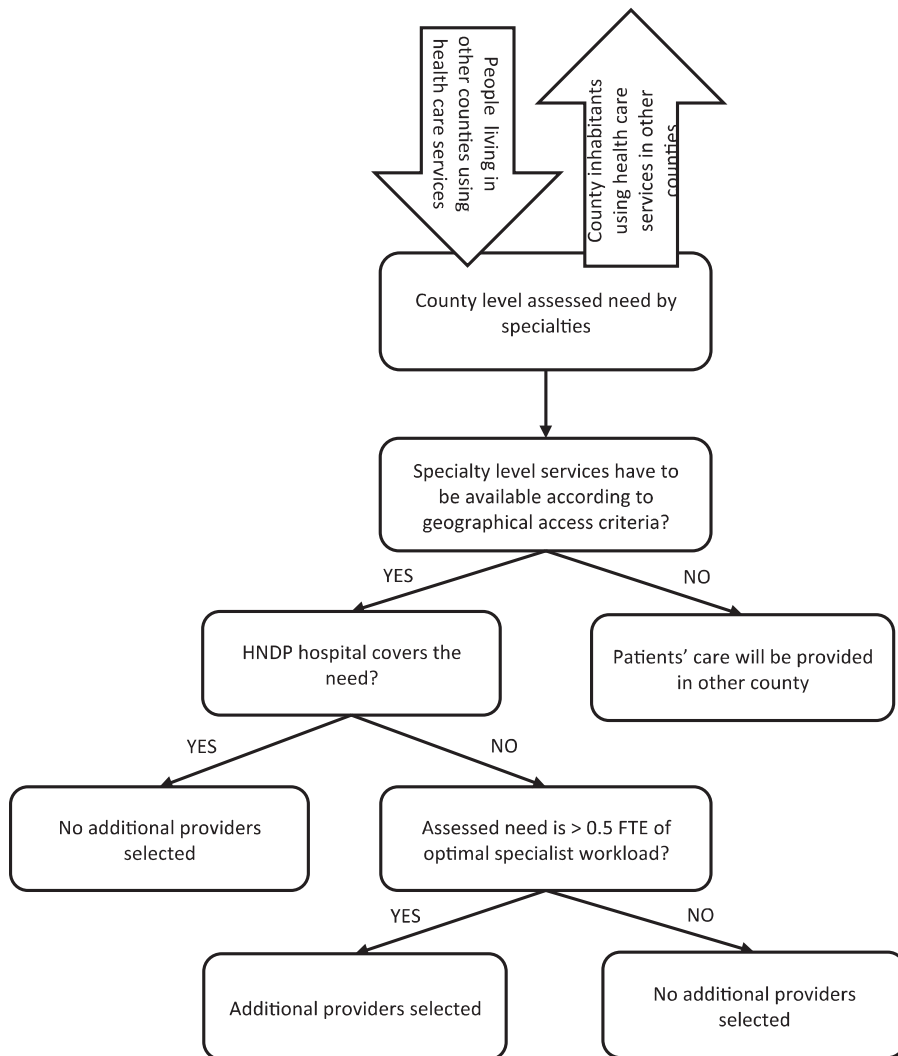 People living in
other counties using
health care services
County inhabitants
using health care
services in other
counties
County level assessed need by
specialties
Specialty level services have to
be available according to
geographical access criteria?
YES
NO
HNDP hospital covers the
need?
Patients’ care will be provided
in other county
YES
NO
No additional providers
selected
Assessed need is > 0.5 FTE of
optimal specialist workload?
YES
NO
Additional providers selected
No additional providers
selected